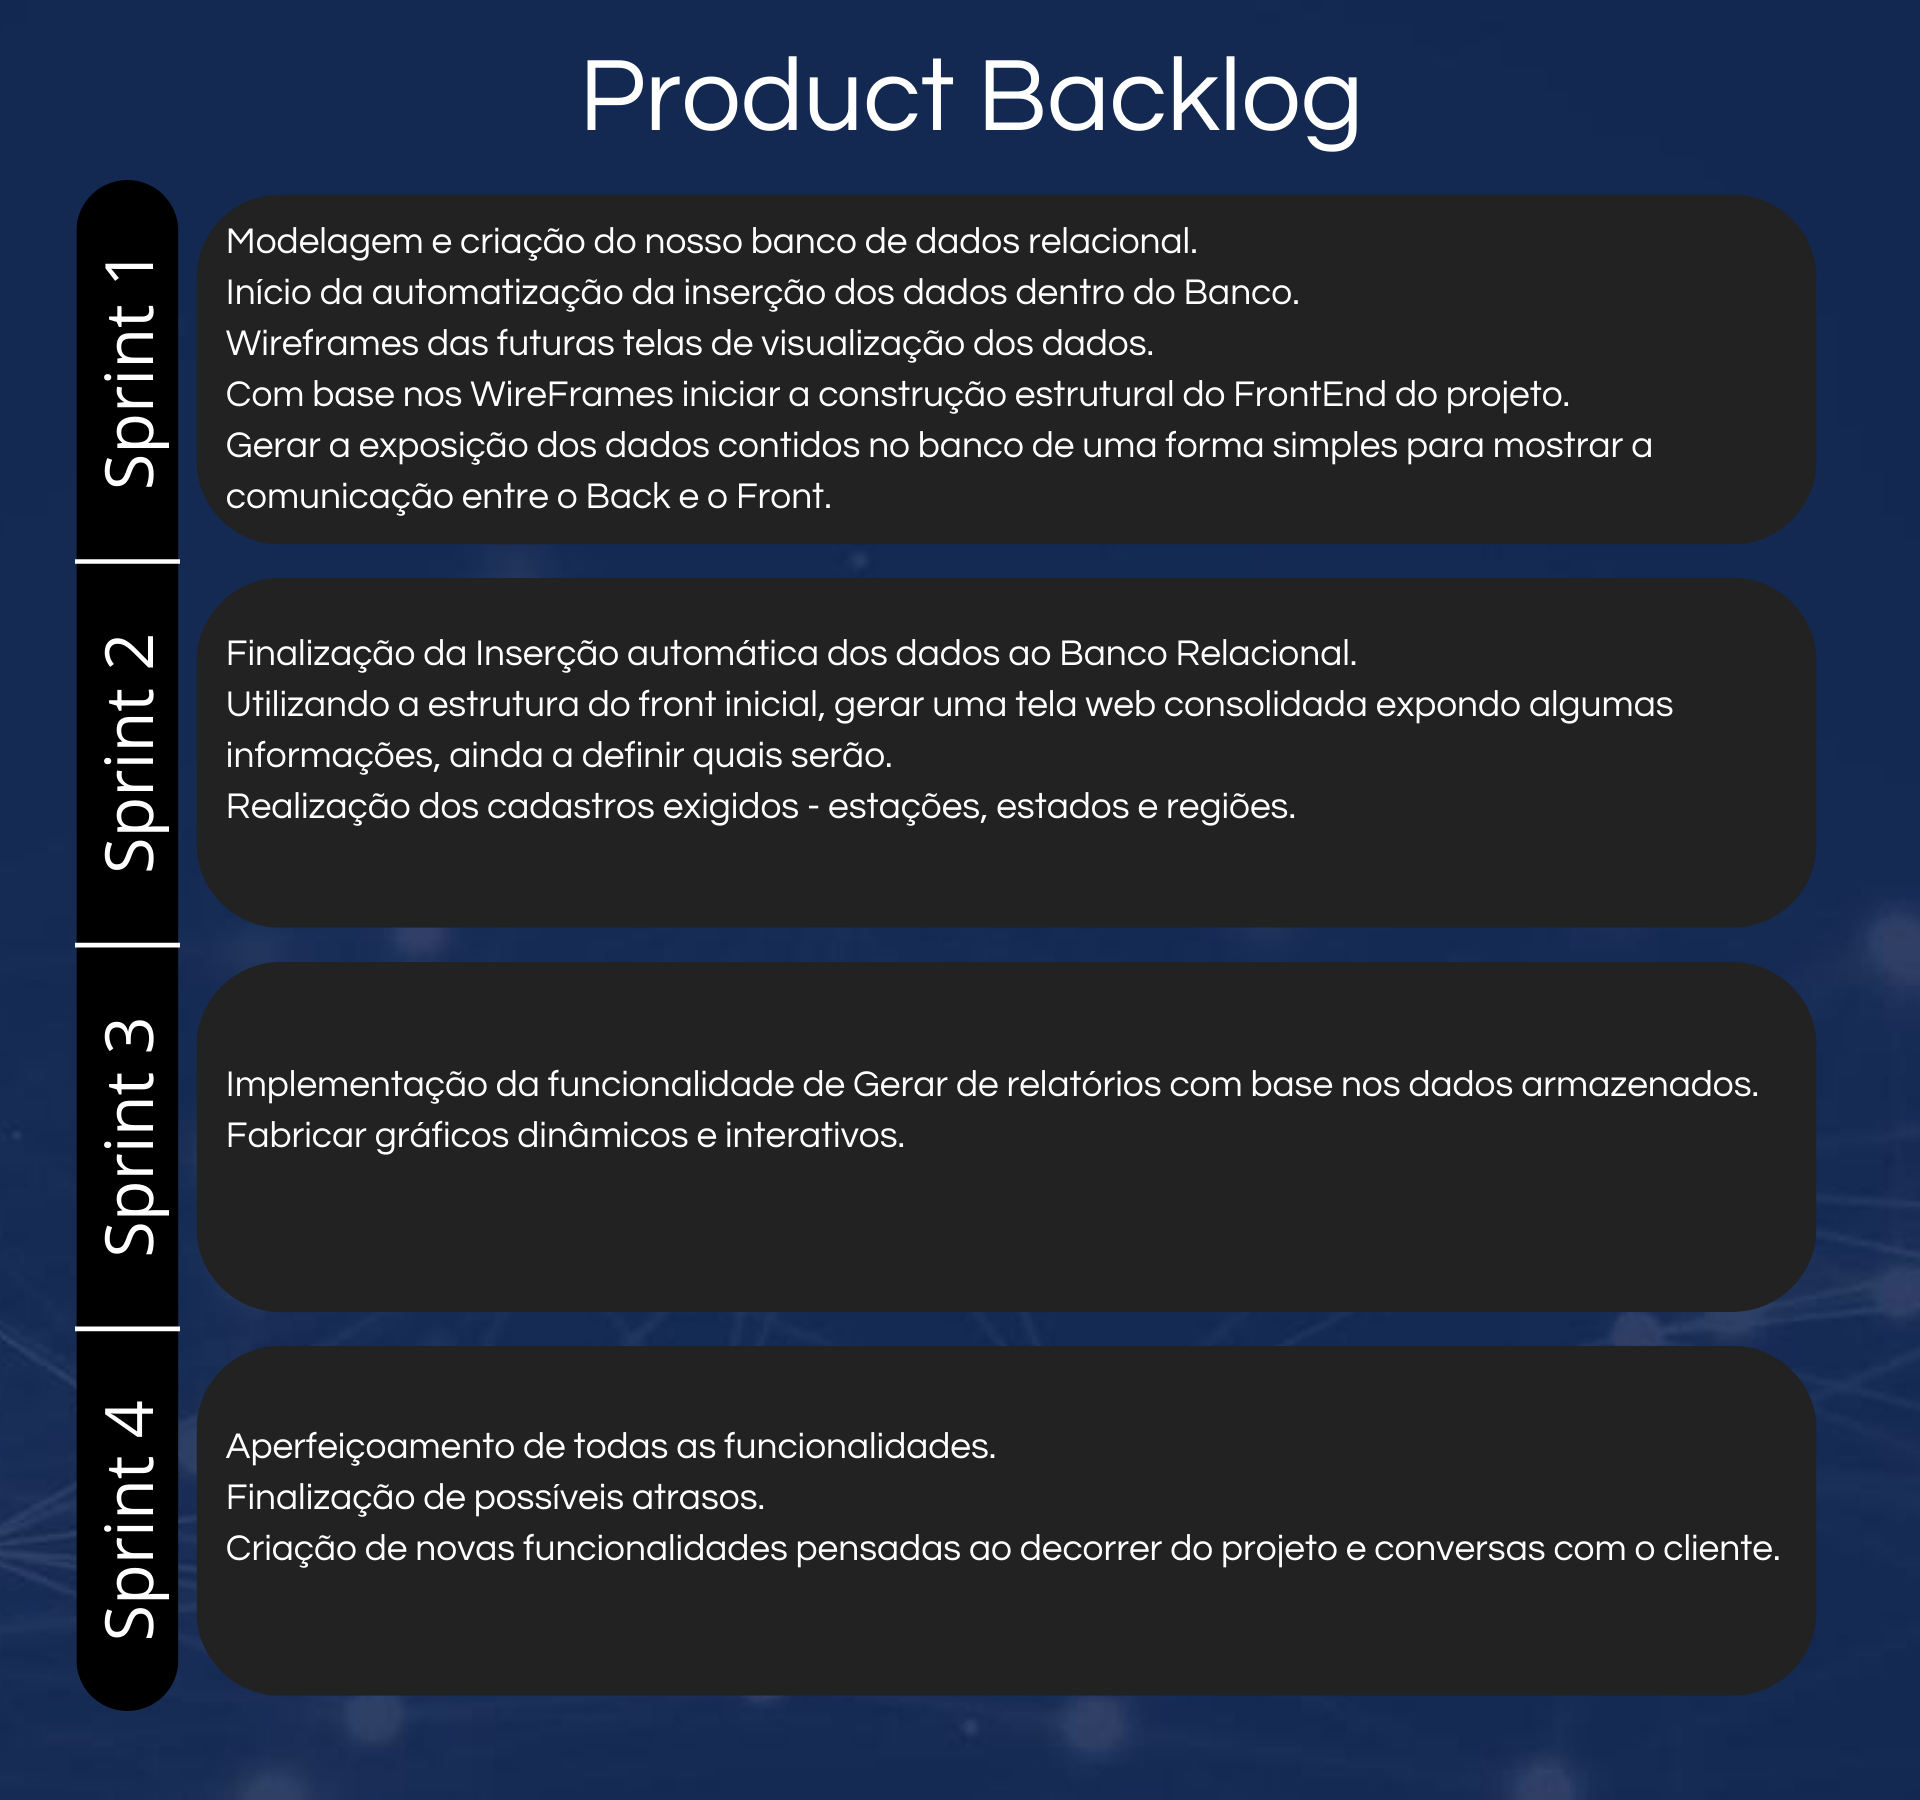 Product Backlog
Sprint 1
Modelagem e criação do nosso banco de dados relacional.
Início da automatização da inserção dos dados dentro do Banco.
Wireframes das futuras telas de visualização dos dados.
Com base nos WireFrames iniciar a construção estrutural do FrontEnd do projeto.
Gerar a exposição dos dados contidos no banco de uma forma simples para mostrar a
comunicação entre o Back e o Front.
Sprint 2
Finalização da Inserção automática dos dados ao Banco Relacional.
Utilizando a estrutura do front inicial, gerar uma tela web consolidada expondo algumas
informações, ainda a definir quais serão.
Realização dos cadastros exigidos - estações, estados e regiões.
Sprint 3
Implementação da funcionalidade de Gerar de relatórios com base nos dados armazenados.
Fabricar gráficos dinâmicos e interativos.
Sprint 4
Aperfeiçoamento de todas as funcionalidades.
Finalização de possíveis atrasos.
Criação de novas funcionalidades pensadas ao decorrer do projeto e conversas com o cliente.